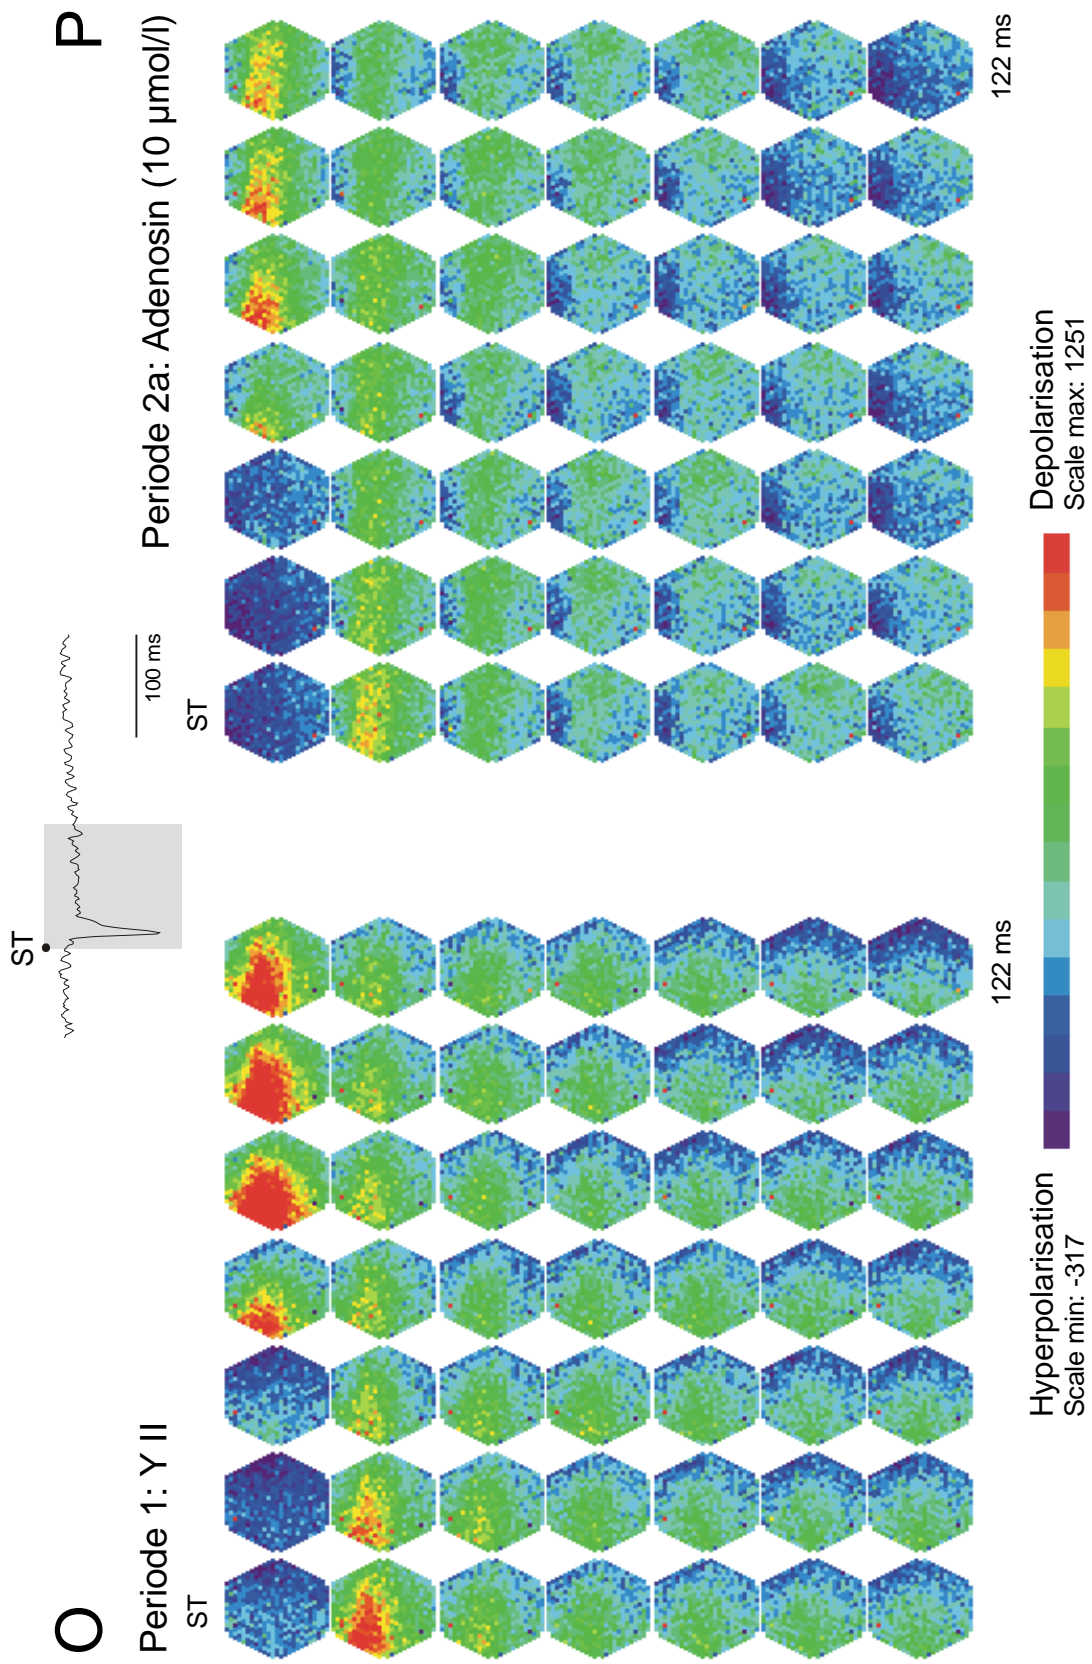 O
Periode 1: Y II
ST
122 ms
ST
100 ms
P
Periode 2a: Adenosin (10 µmol/l)
ST
122 ms
Hyperpolarisation
Scale min: -317
Depolarisation
Scale max: 1251